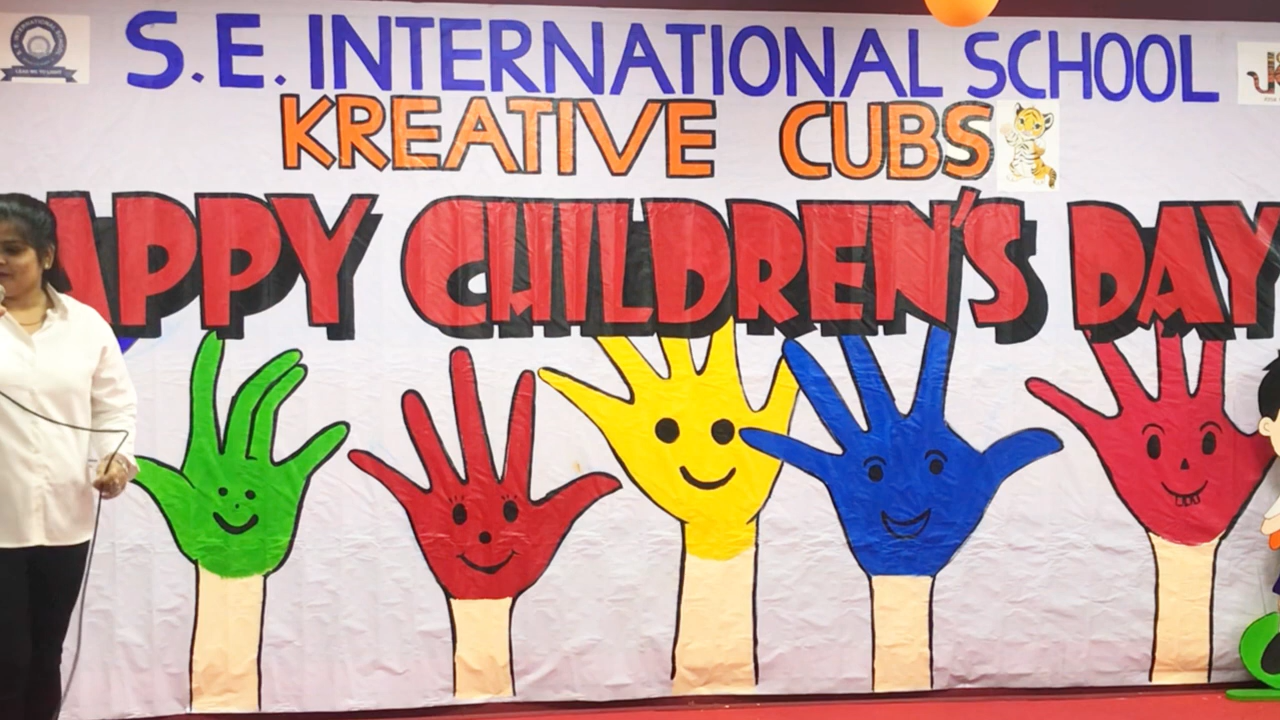 S.E. INTERNATIONAL SCHOOL
KREATIVE CUBS
APPY CHILDREN'S DAY